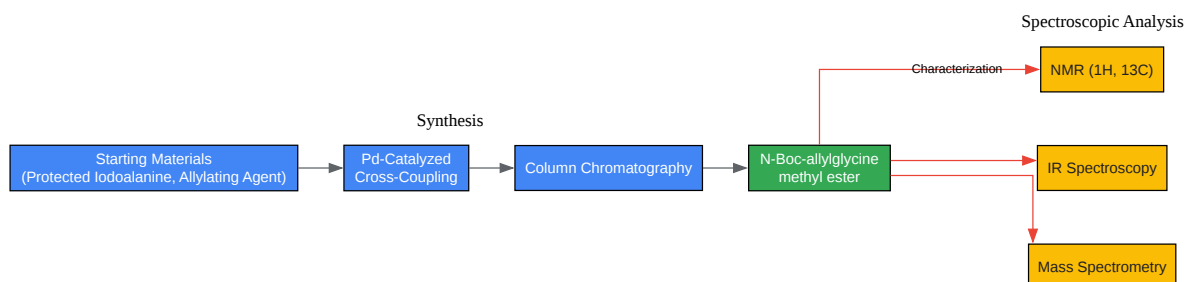 Spectroscopic Analysis
NMR (1H, 13C)
Characterization
Synthesis
Starting Materials
(Protected Iodoalanine, Allylating Agent)
Pd-Catalyzed
Cross-Coupling
Column Chromatography
N-Boc-allylglycine
methyl ester
IR Spectroscopy
Mass Spectrometry